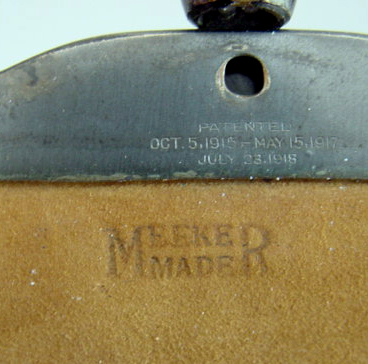 PATENTED
OCT. 5, 1915 — MAY 15, 1917
JULY 23, 1918
MEEKER
MADE